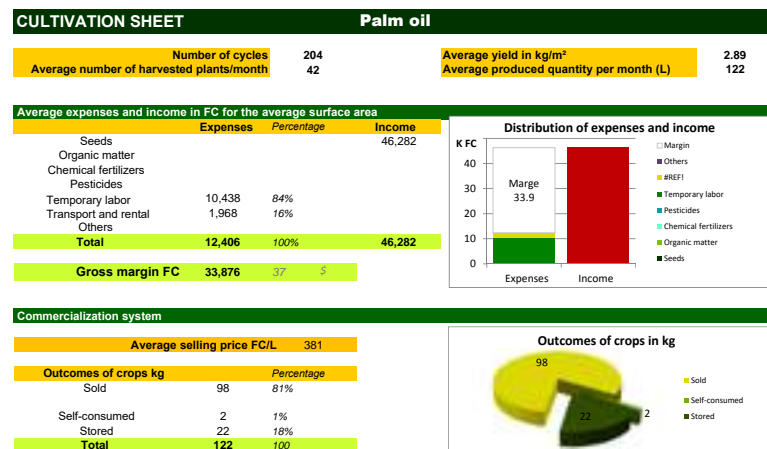 CULTIVATION SHEET Palm oil
Number of cycles 204 Average yield in kg/m² 2.89
Average number of harvested plants/month 42 Average produced quantity per month (L) 122
Average expenses and income in FC for the average surface area
Expenses Percentage Income
Seeds 46,282
Organic matter
Chemical fertilizers
Pesticides
Temporary labor 10,438 84%
Transport and rental 1,968 16%
Others
Total 12,406 100% 46,282
Gross margin FC 33,876 37 $
Distribution of expenses and income
K FC
40
30
20
10
0
Marge
33.9
Expenses Income
Margin
Others
#REF!
Temporary labor
Pesticides
Chemical fertilizers
Organic matter
Seeds
Commercialization system
Average selling price FC/L 381
Outcomes of crops kg Percentage
Sold 98 81%
Self-consumed 2 1%
Stored 22 18%
Total 122 100
Outcomes of crops in kg
98
22
2
Sold
Self-consumed
Stored